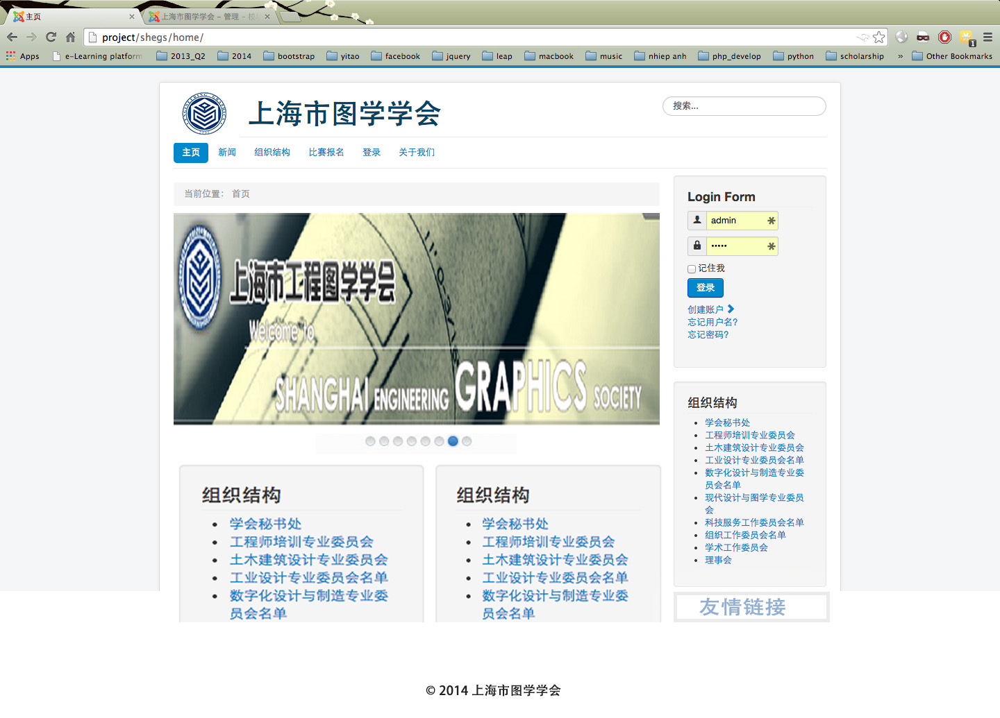 主页
上海市图学学会 - 管理 - 模
project/shegs/home/
Apps
e-Learning platform
2013_Q2
2014
bootstrap
yitao
facebook
jquery
leap
macbook
music
nhiep anh
php_develop
python
scholarship
»
Other Bookmarks
1
上海市图学学会
搜索...
主页
新闻
组织结构
比赛报名
登录
关于我们
当前位置: 首页
上海市工程图学学会
Welcome to
SHANGHAI ENGINEERING GRAPHICS SOCIETY
Login Form
admin
•••••
记住我
登录
创建账户
忘记用户名?
忘记密码?
组织结构
学会秘书处
工程师培训专业委员会
土木建筑设计专业委员会
工业设计专业委员会名单
数字化设计与制造专业委
员会名单
现代设计与图学专业委员
会
科技服务工作委员会名单
组织工作委员会名单
学术工作委员会
理事会
组织结构
学会秘书处
工程师培训专业委员会
土木建筑设计专业委员会
工业设计专业委员会名单
数字化设计与制造专业委
员会名单
组织结构
学会秘书处
工程师培训专业委员会
土木建筑设计专业委员会
工业设计专业委员会名单
数字化设计与制造专业委
员会名单
友情链接
© 2014 上海市图学学会